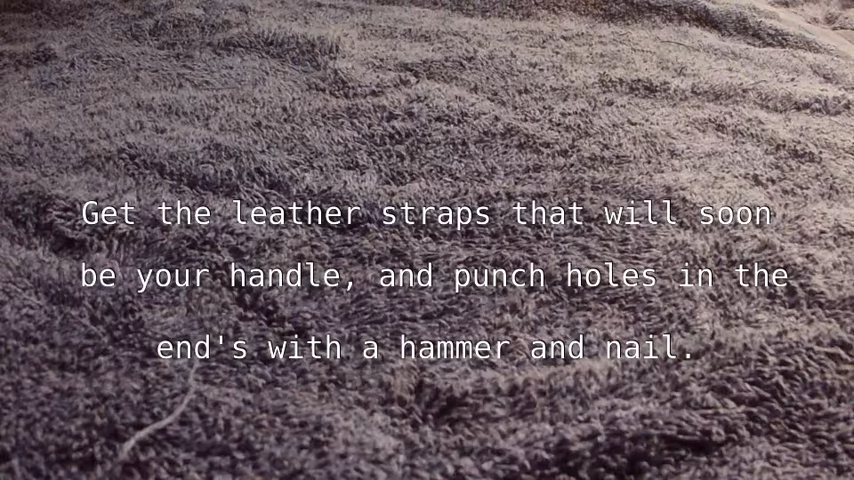 Get the leather straps that will soon
be your handle, and punch holes in the
end's with a hammer and nail.